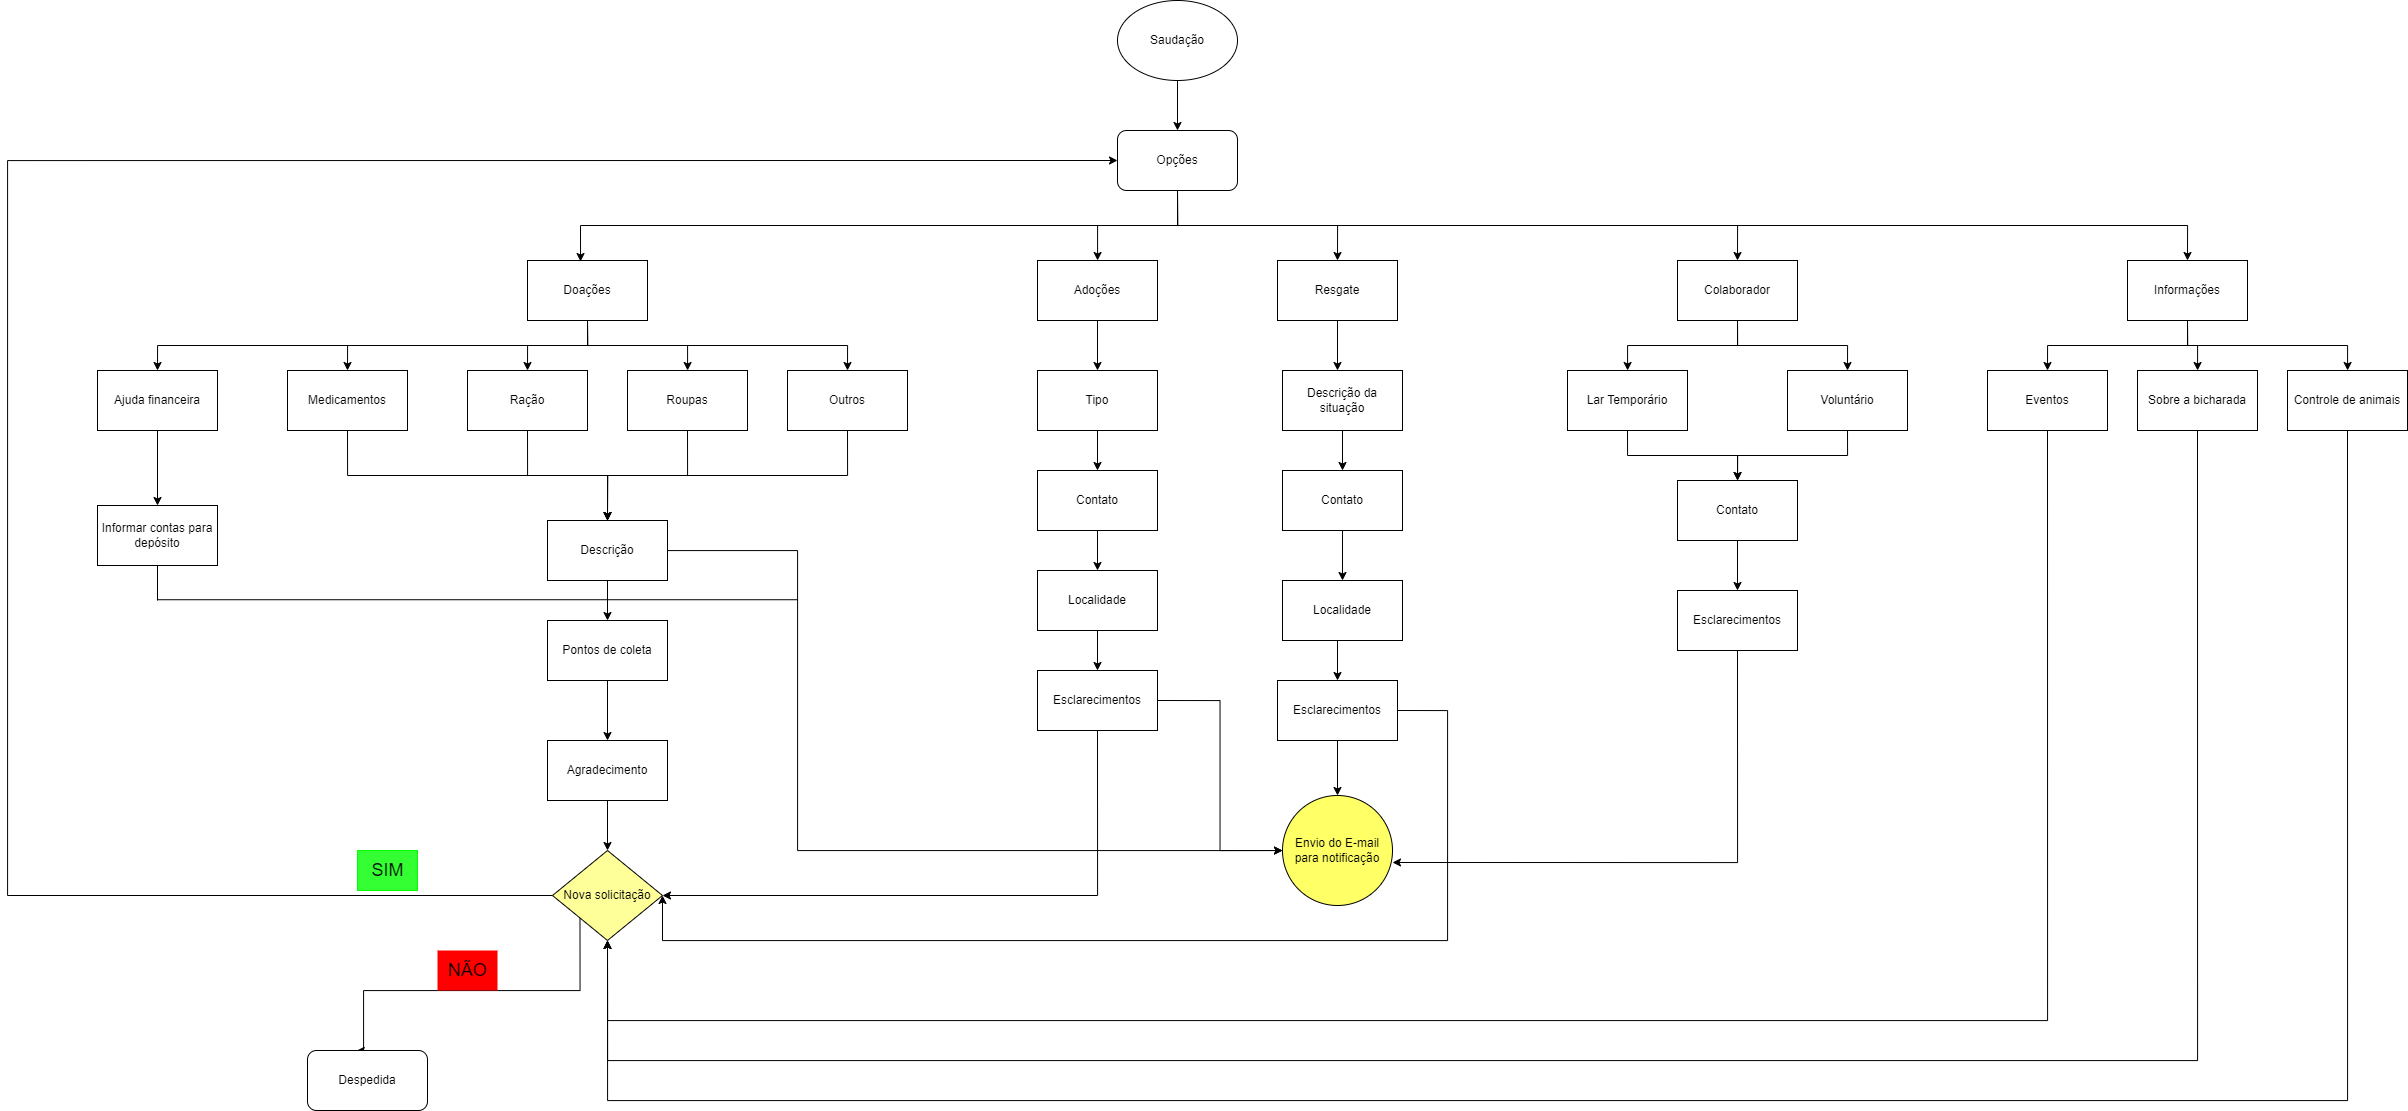 Saudação
Opções
Doações
Adoções
Resgate
Colaborador
Informações
Ajuda financeira
Medicamentos
Ração
Roupas
Outros
Tipo
Descrição da
situação
Lar Temporário
Voluntário
Eventos
Sobre a bicharada
Controle de animais
Informar contas para
depósito
Descrição
Contato
Contato
Contato
Localidade
Localidade
Esclarecimentos
Pontos de coleta
Esclarecimentos
Esclarecimentos
Agradecimento
Envio do E-mail
para notificação
SIM
Nova solicitação
NÃO
Despedida